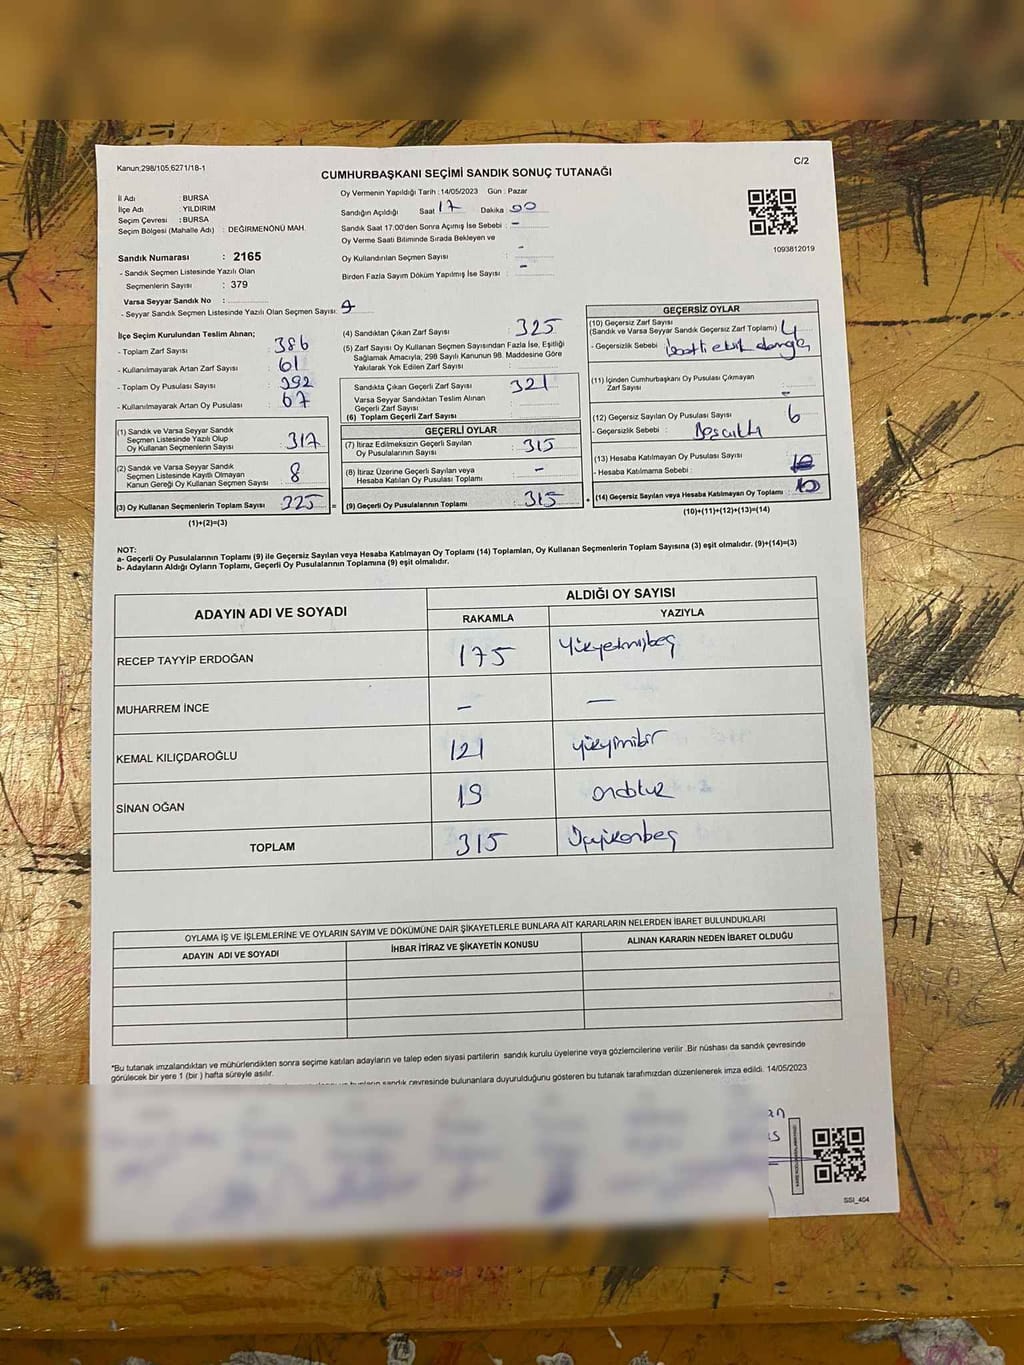 Kanun;298/105;6271/18-1
C/2
CUMHURBAŞKANI SEÇİMİ SANDIK SONUÇ TUTANAĞI
İl Adı : BURSA
İlçe Adı : YILDIRIM
Seçim Çevresi : BURSA
Seçim Bölgesi (Mahalle Adı) : DEĞİRMENÖNÜ MAH.
Sandık Numarası : 2165
- Sandık Seçmen Listesinde Yazılı Olan
Seçmenlerin Sayısı : 379
Varsa Seyyar Sandık No :
- Seyyar Sandık Seçmen Listesinde Yazılı Olan Seçmen Sayısı:
Oy Vermenin Yapıldığı Tarih :14/05/2023 Gün : Pazar
Sandığın Açıldığı Saat 17 Dakika 00
Sandık Saat 17.00'den Sonra Açımış İse Sebebi : -
Oy Verme Saati Bitiminde Sırada Bekleyen ve
Oy Kullandırılan Seçmen Sayısı : -
Birden Fazla Sayım Döküm Yapılmış İse Sayısı : -
1093812019
İlçe Seçim Kurulundan Teslim Alınan;
- Toplam Zarf Sayısı : 386
- Kullanılmayarak Artan Zarf Sayısı : 61
- Toplam Oy Pusulası Sayısı : 392
- Kullanılmayarak Artan Oy Pusulası : 67
(1) Sandık ve Varsa Seyyar Sandık
Seçmen Listesinde Yazılı Olup
Oy Kullanan Seçmenlerin Sayısı : 317
(2) Sandık ve Varsa Seyyar Sandık
Seçmen Listesinde Kayıtlı Olmayan
Kanun Gereği Oy Kullanan Seçmen Sayısı : 8
(3) Oy Kullanan Seçmenlerin Toplam Sayısı : 325
(1)+(2)=(3)
(4) Sandıktan Çıkan Zarf Sayısı : 325
(5) Zarf Sayısı Oy Kullanan Seçmen Sayısından Fazla İse, Eşitliği
Sağlamak Amacıyla; 298 Sayılı Kanunun 98. Maddesine Göre
Yakılarak Yok Edilen Zarf Sayısı :
Sandıkta Çıkan Geçerli Zarf Sayısı : 321
Varsa Seyyar Sandıktan Teslim Alınan
Geçerli Zarf Sayısı :
(6) Toplam Geçerli Zarf Sayısı :
GEÇERLİ OYLAR
(7) İtiraz Edilmeksizin Geçerli Sayılan
Oy Pusulalarının Sayısı : 315
(8) İtiraz Üzerine Geçerli Sayılan veya
Hesaba Katılan Oy Pusulası Toplamı : -
(9) Geçerli Oy Pusulalarının Toplamı : 315
GEÇERSİZ OYLAR
(10) Geçersiz Zarf Sayısı
(Sandık ve Varsa Seyyar Sandık Geçersiz Zarf Toplamı) : 4
- Geçersizlik Sebebi :
(11) İçinden Cumhurbaşkanı Oy Pusulası Çıkmayan
Zarf Sayısı : -
(12) Geçersiz Sayılan Oy Pusulası Sayısı : 6
- Geçersizlik Sebebi :
(13) Hesaba Katılmayan Oy Pusulası Sayısı
- Hesaba Katılmama Sebebi :
(14) Geçersiz Sayılan veya Hesaba Katılmayan Oy Toplamı : 10
(10)+(11)+(12)+(13)=(14)
NOT:
a- Geçerli Oy Pusulalarının Toplamı (9) ile Geçersiz Sayılan veya Hesaba Katılmayan Oy Toplamı (14) Toplamları, Oy Kullanan Seçmenlerin Toplam Sayısına (3) eşit olmalıdır. (9)+(14)=(3)
b- Adayların Aldığı Oyların Toplamı, Geçerli Oy Pusulalarının Toplamına (9) eşit olmalıdır.
ADAYIN ADI VE SOYADI
ALDIĞI OY SAYISI
RAKAMLA YAZIYLA
RECEP TAYYİP ERDOĞAN 175 Yüzyetmişbeş
MUHARREM İNCE - -
KEMAL KILIÇDAROĞLU 121 yüzyirmibir
SİNAN OĞAN 19 ondokuz
TOPLAM 315 Üçyüzonbeş
OYLAMA İŞ VE İŞLEMLERİNE VE OYLARIN SAYIM VE DÖKÜMÜNE DAİR ŞİKAYETLERLE BUNLARA AİT KARARLARIN NELERDEN İBARET BULUNDUKLARI
ADAYIN ADI VE SOYADI İHBAR İTİRAZ VE ŞİKAYETİN KONUSU ALINAN KARARIN NEDEN İBARET OLDUĞU
*Bu tutanak imzalandıktan ve mühürlendikten sonra seçime katılan adayların ve talep eden siyasi partilerin sandık kurulu üyelerine veya gözlemcilerine verilir .Bir nüshası da sandık çevresinde
görülecek bir yere 1 (bir ) hafta süreyle asılır.
sandık çevresinde bulunanlara duyurulduğunu gösteren bu tutanak tarafımızdan düzenlenerek imza edildi. 14/05/2023
SSI_404